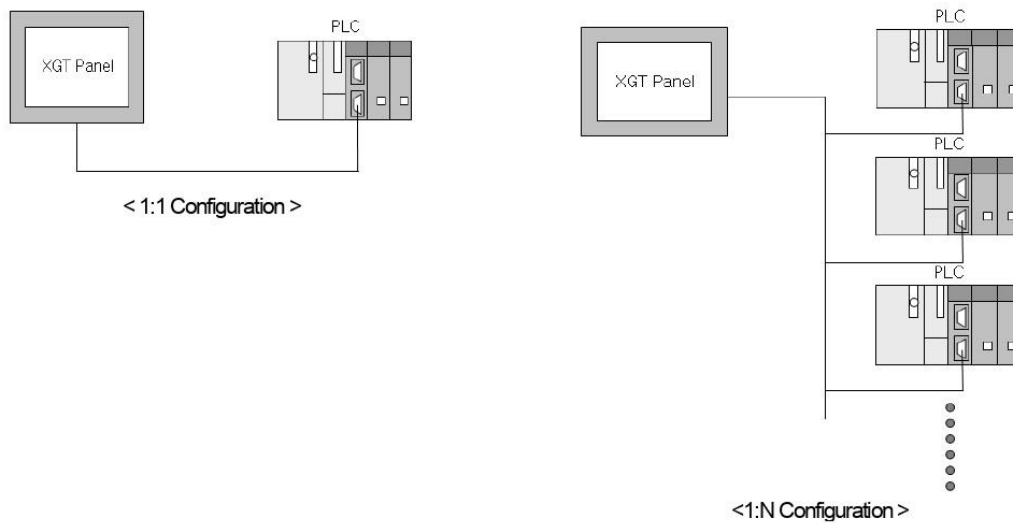 PLC
XGT Panel
< 1:1 Configuration >
PLC
XGT Panel
PLC
PLC
<1:N Configuration >